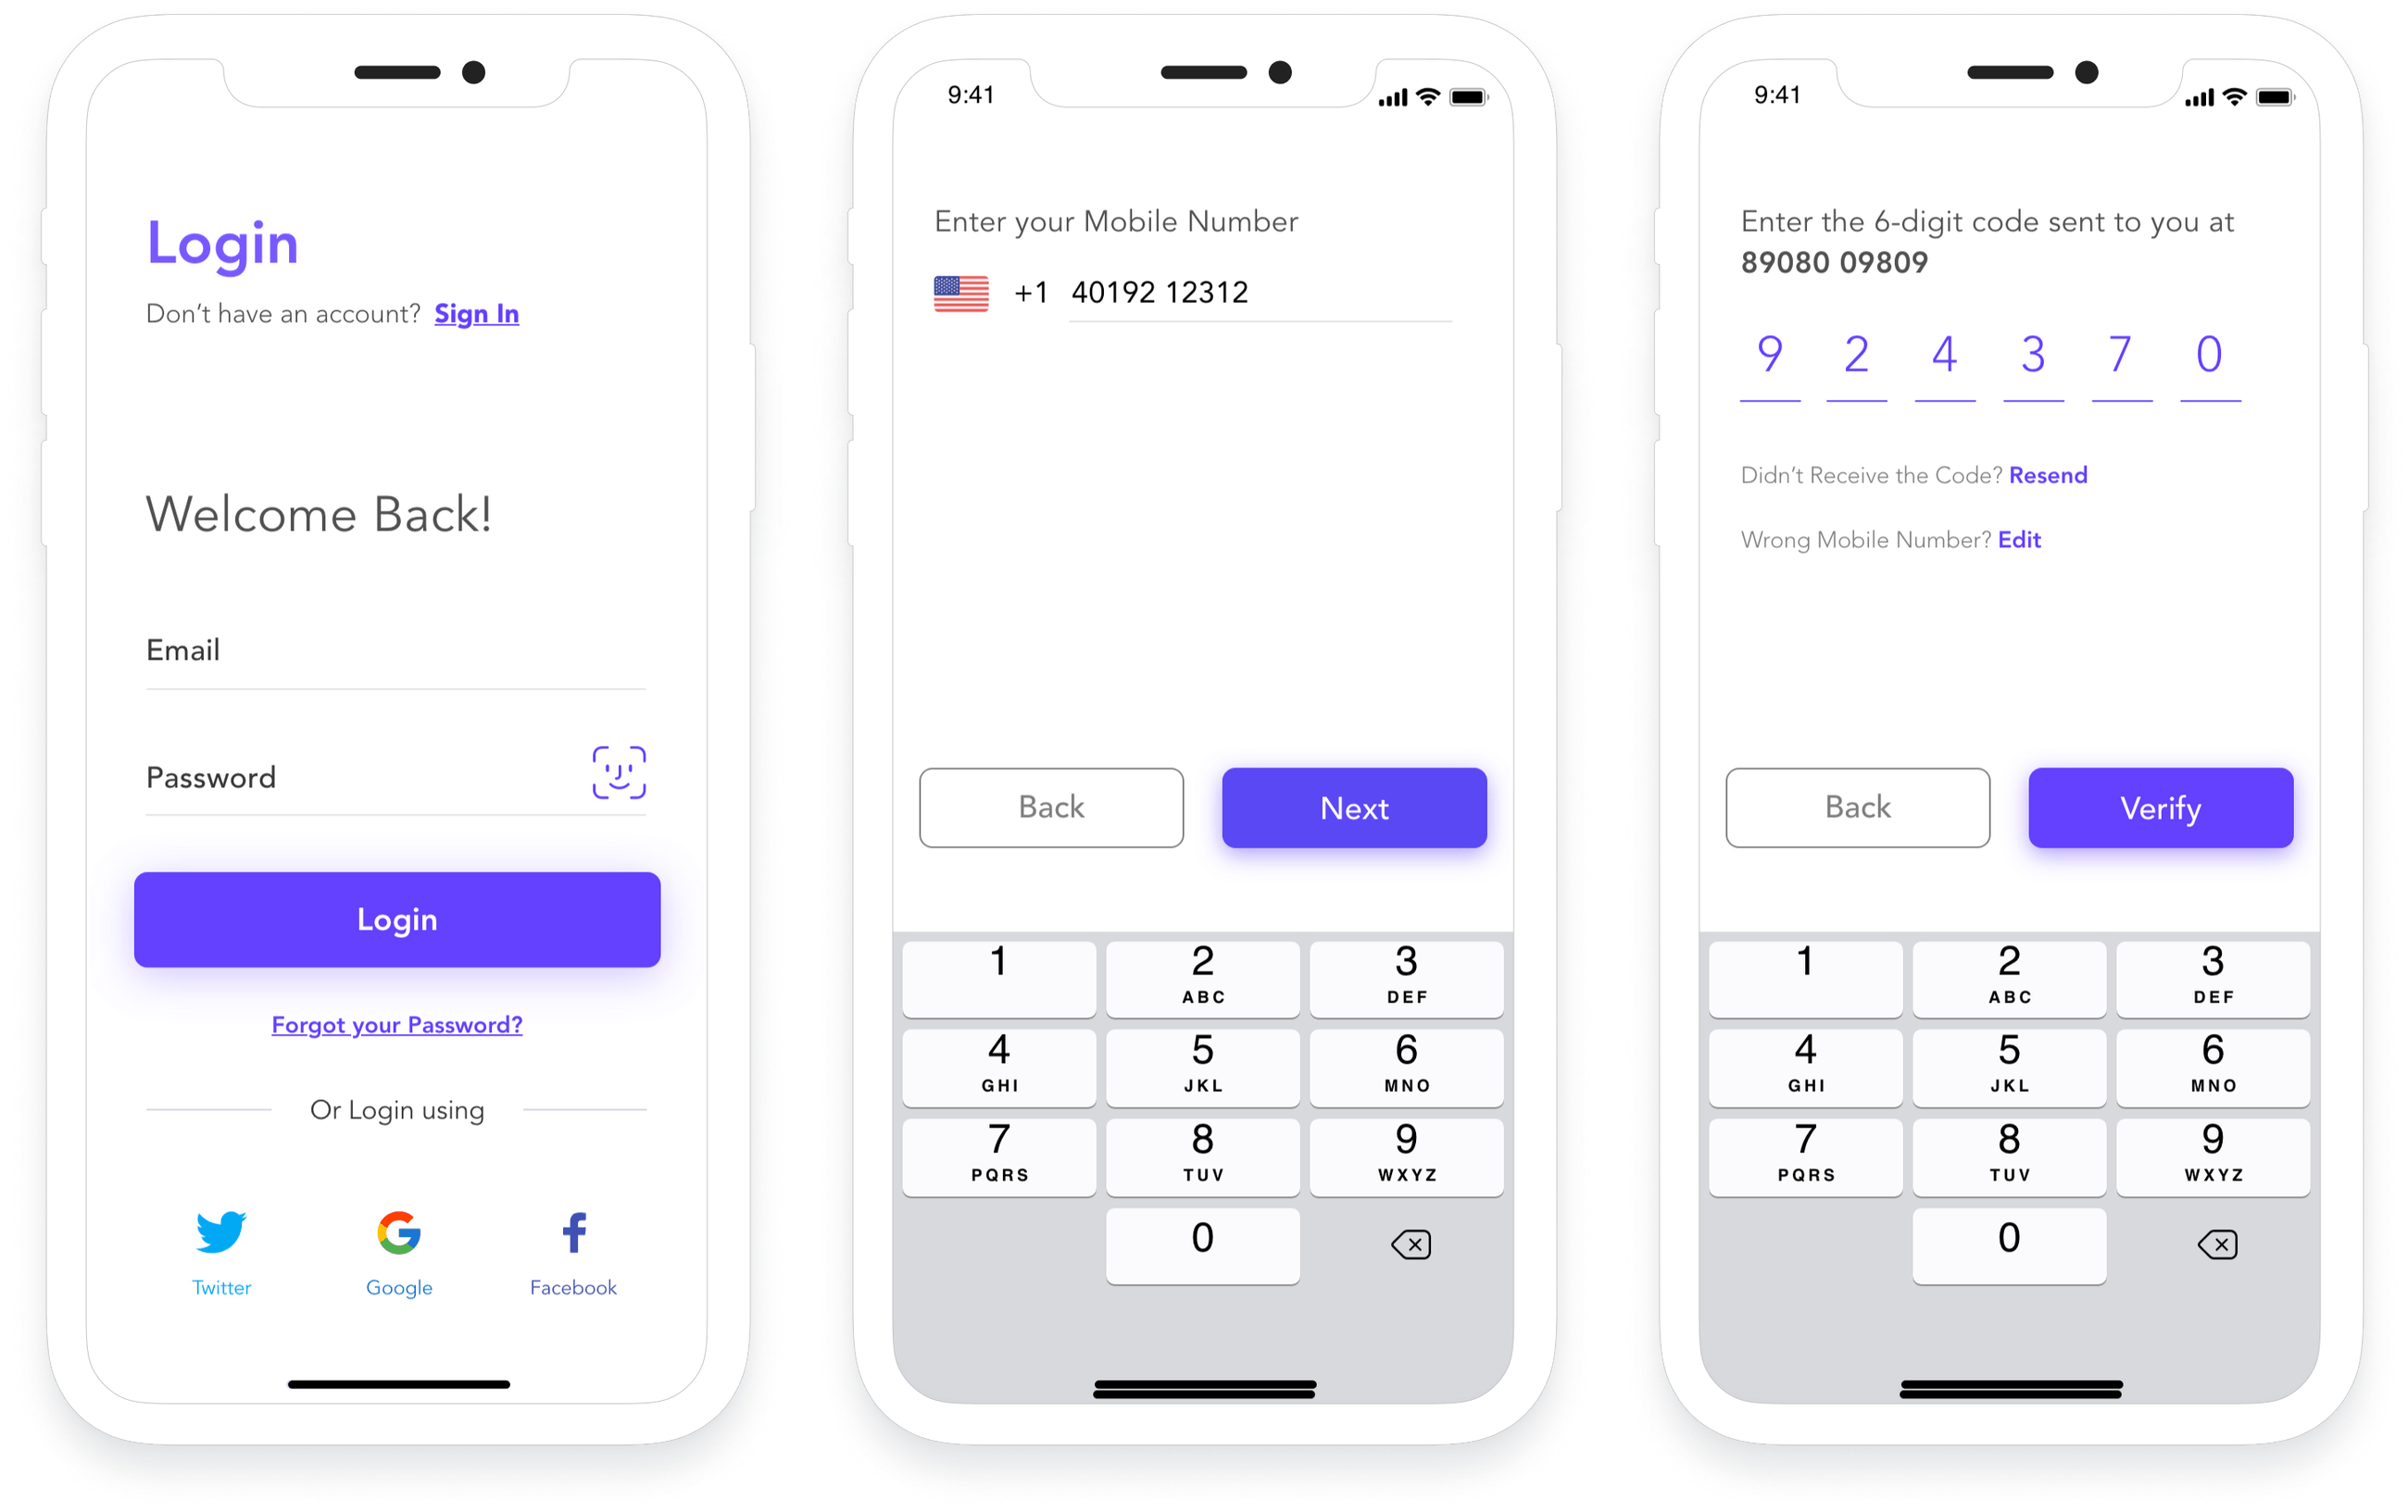 Login
Don’t have an account? Sign In
Welcome Back!
Email
Password
Login
Forgot your Password?
Or Login using
Twitter
Google
Facebook
9:41
Enter your Mobile Number
+1 40192 12312
Back
Next
1
2
3
ABC
DEF
4
5
6
GHI
JKL
MNO
7
8
9
PQRS
TUV
WXYZ
0
9:41
Enter the 6-digit code sent to you at
89080 09809
9 2 4 3 7 0
Didn’t Receive the Code? Resend
Wrong Mobile Number? Edit
Back
Verify
1
2
3
ABC
DEF
4
5
6
GHI
JKL
MNO
7
8
9
PQRS
TUV
WXYZ
0